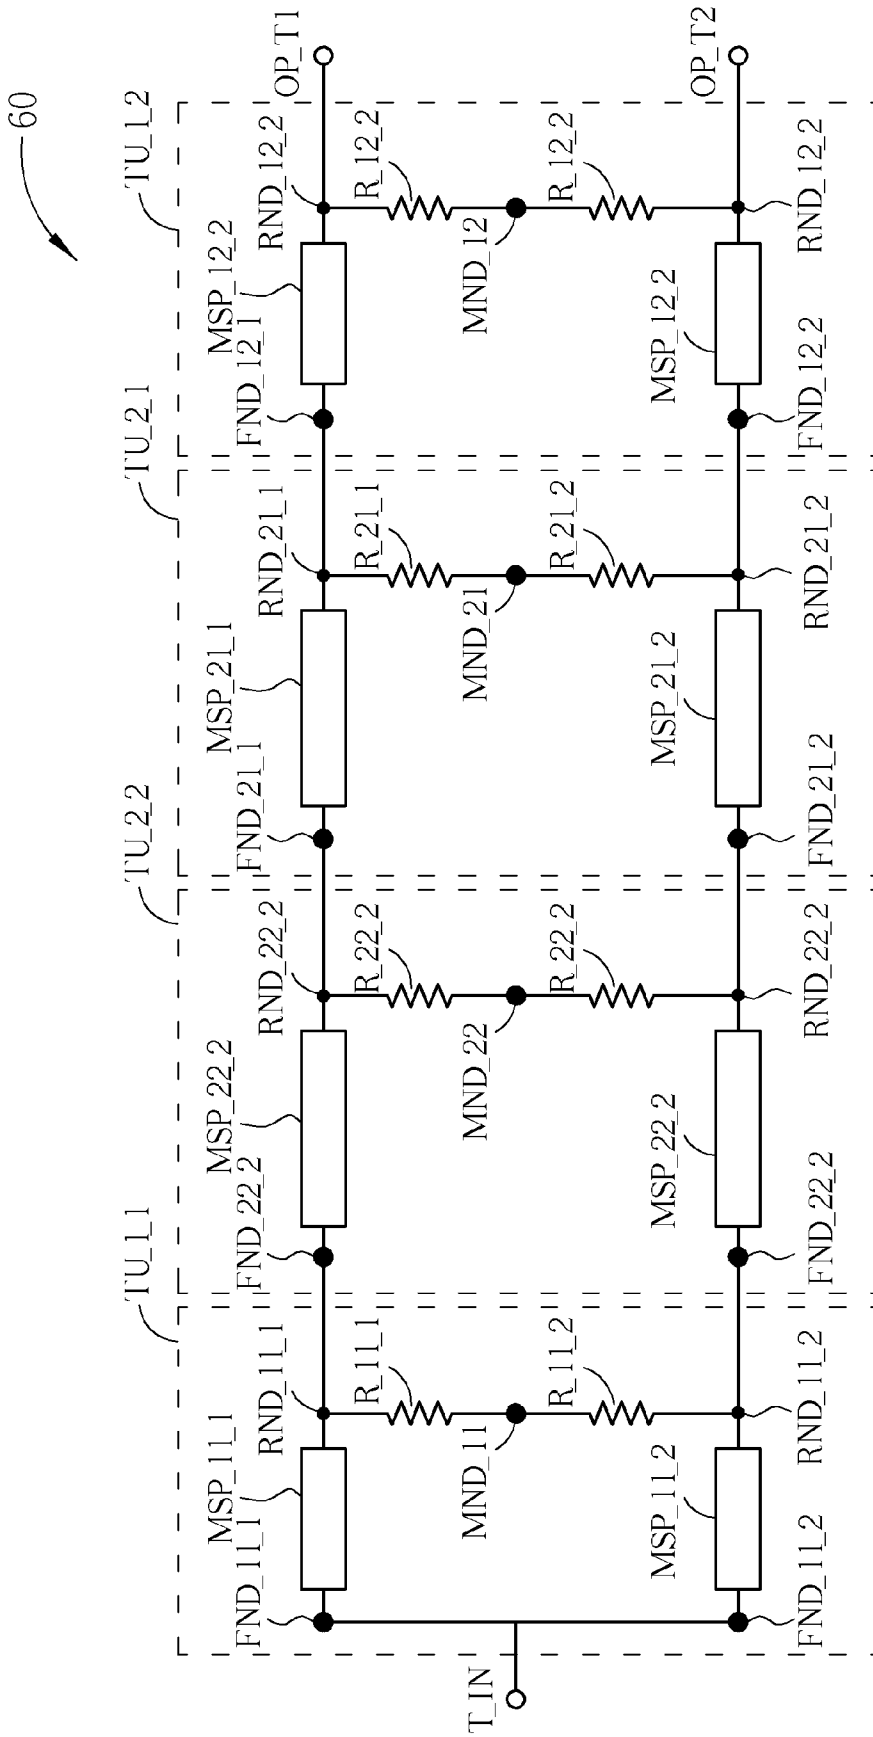 60
TU_1_1
TU_2_2
TU_2_1
TU_1_2
MSP_11_1
MSP_22_2
MSP_21_1
MSP_12_2
FND_11_1
RND_11_1
FND_22_2
RND_22_2
FND_21_1
RND_21_1
FND_12_1
RND_12_2
OP_T1
R_11_1
R_22_2
R_21_1
R_12_2
T_IN
MND_11
MND_22
MND_21
MND_12
R_11_2
R_22_2
R_21_2
R_12_2
MSP_11_2
MSP_22_2
MSP_21_2
MSP_12_2
OP_T2
FND_11_2
RND_11_2
FND_22_2
RND_22_2
FND_21_2
RND_21_2
FND_12_2
RND_12_2